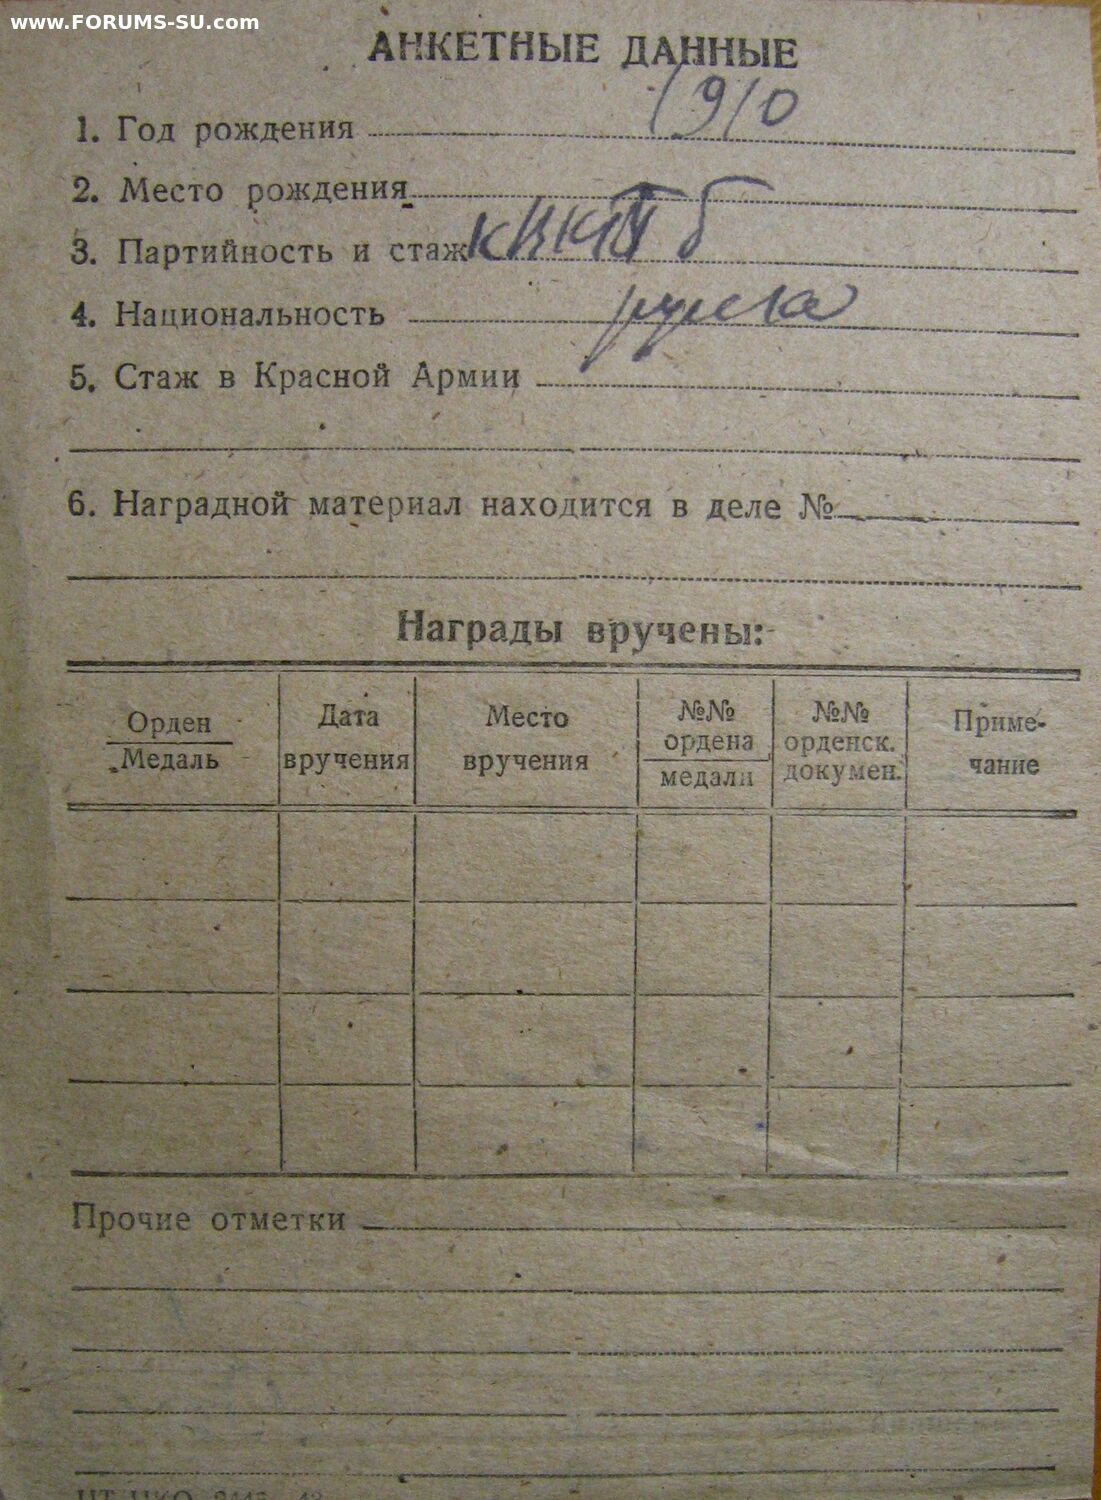 www.FORUMS-SU.com
АНКЕТНЫЕ ДАННЫЕ
1. Год рождения 1910
2. Место рождения
3. Партийность и стаж б
4. Национальность
5. Стаж в Красной Армии
6. Наградной материал находится в деле №
Награды вручены:
Орден
Медаль
Дата
вручения
Место
вручения
№№
ордена
медали
№№
орденск.
докумен.
Приме-
чание
Прочие отметки